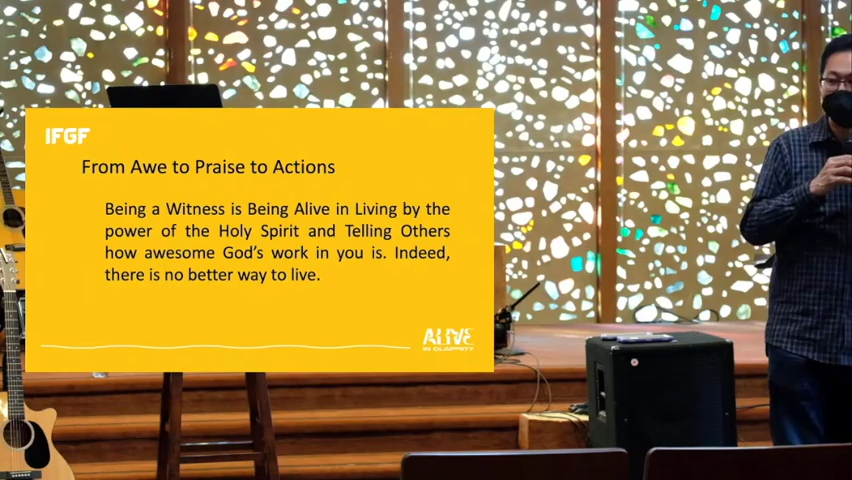 IFGF
From Awe to Praise to Actions
Being a Witness is Being Alive in Living by the
power of the Holy Spirit and Telling Others
how awesome God's work in you is. Indeed,
there is no better way to live.
ALIVE
IN CLARRITY